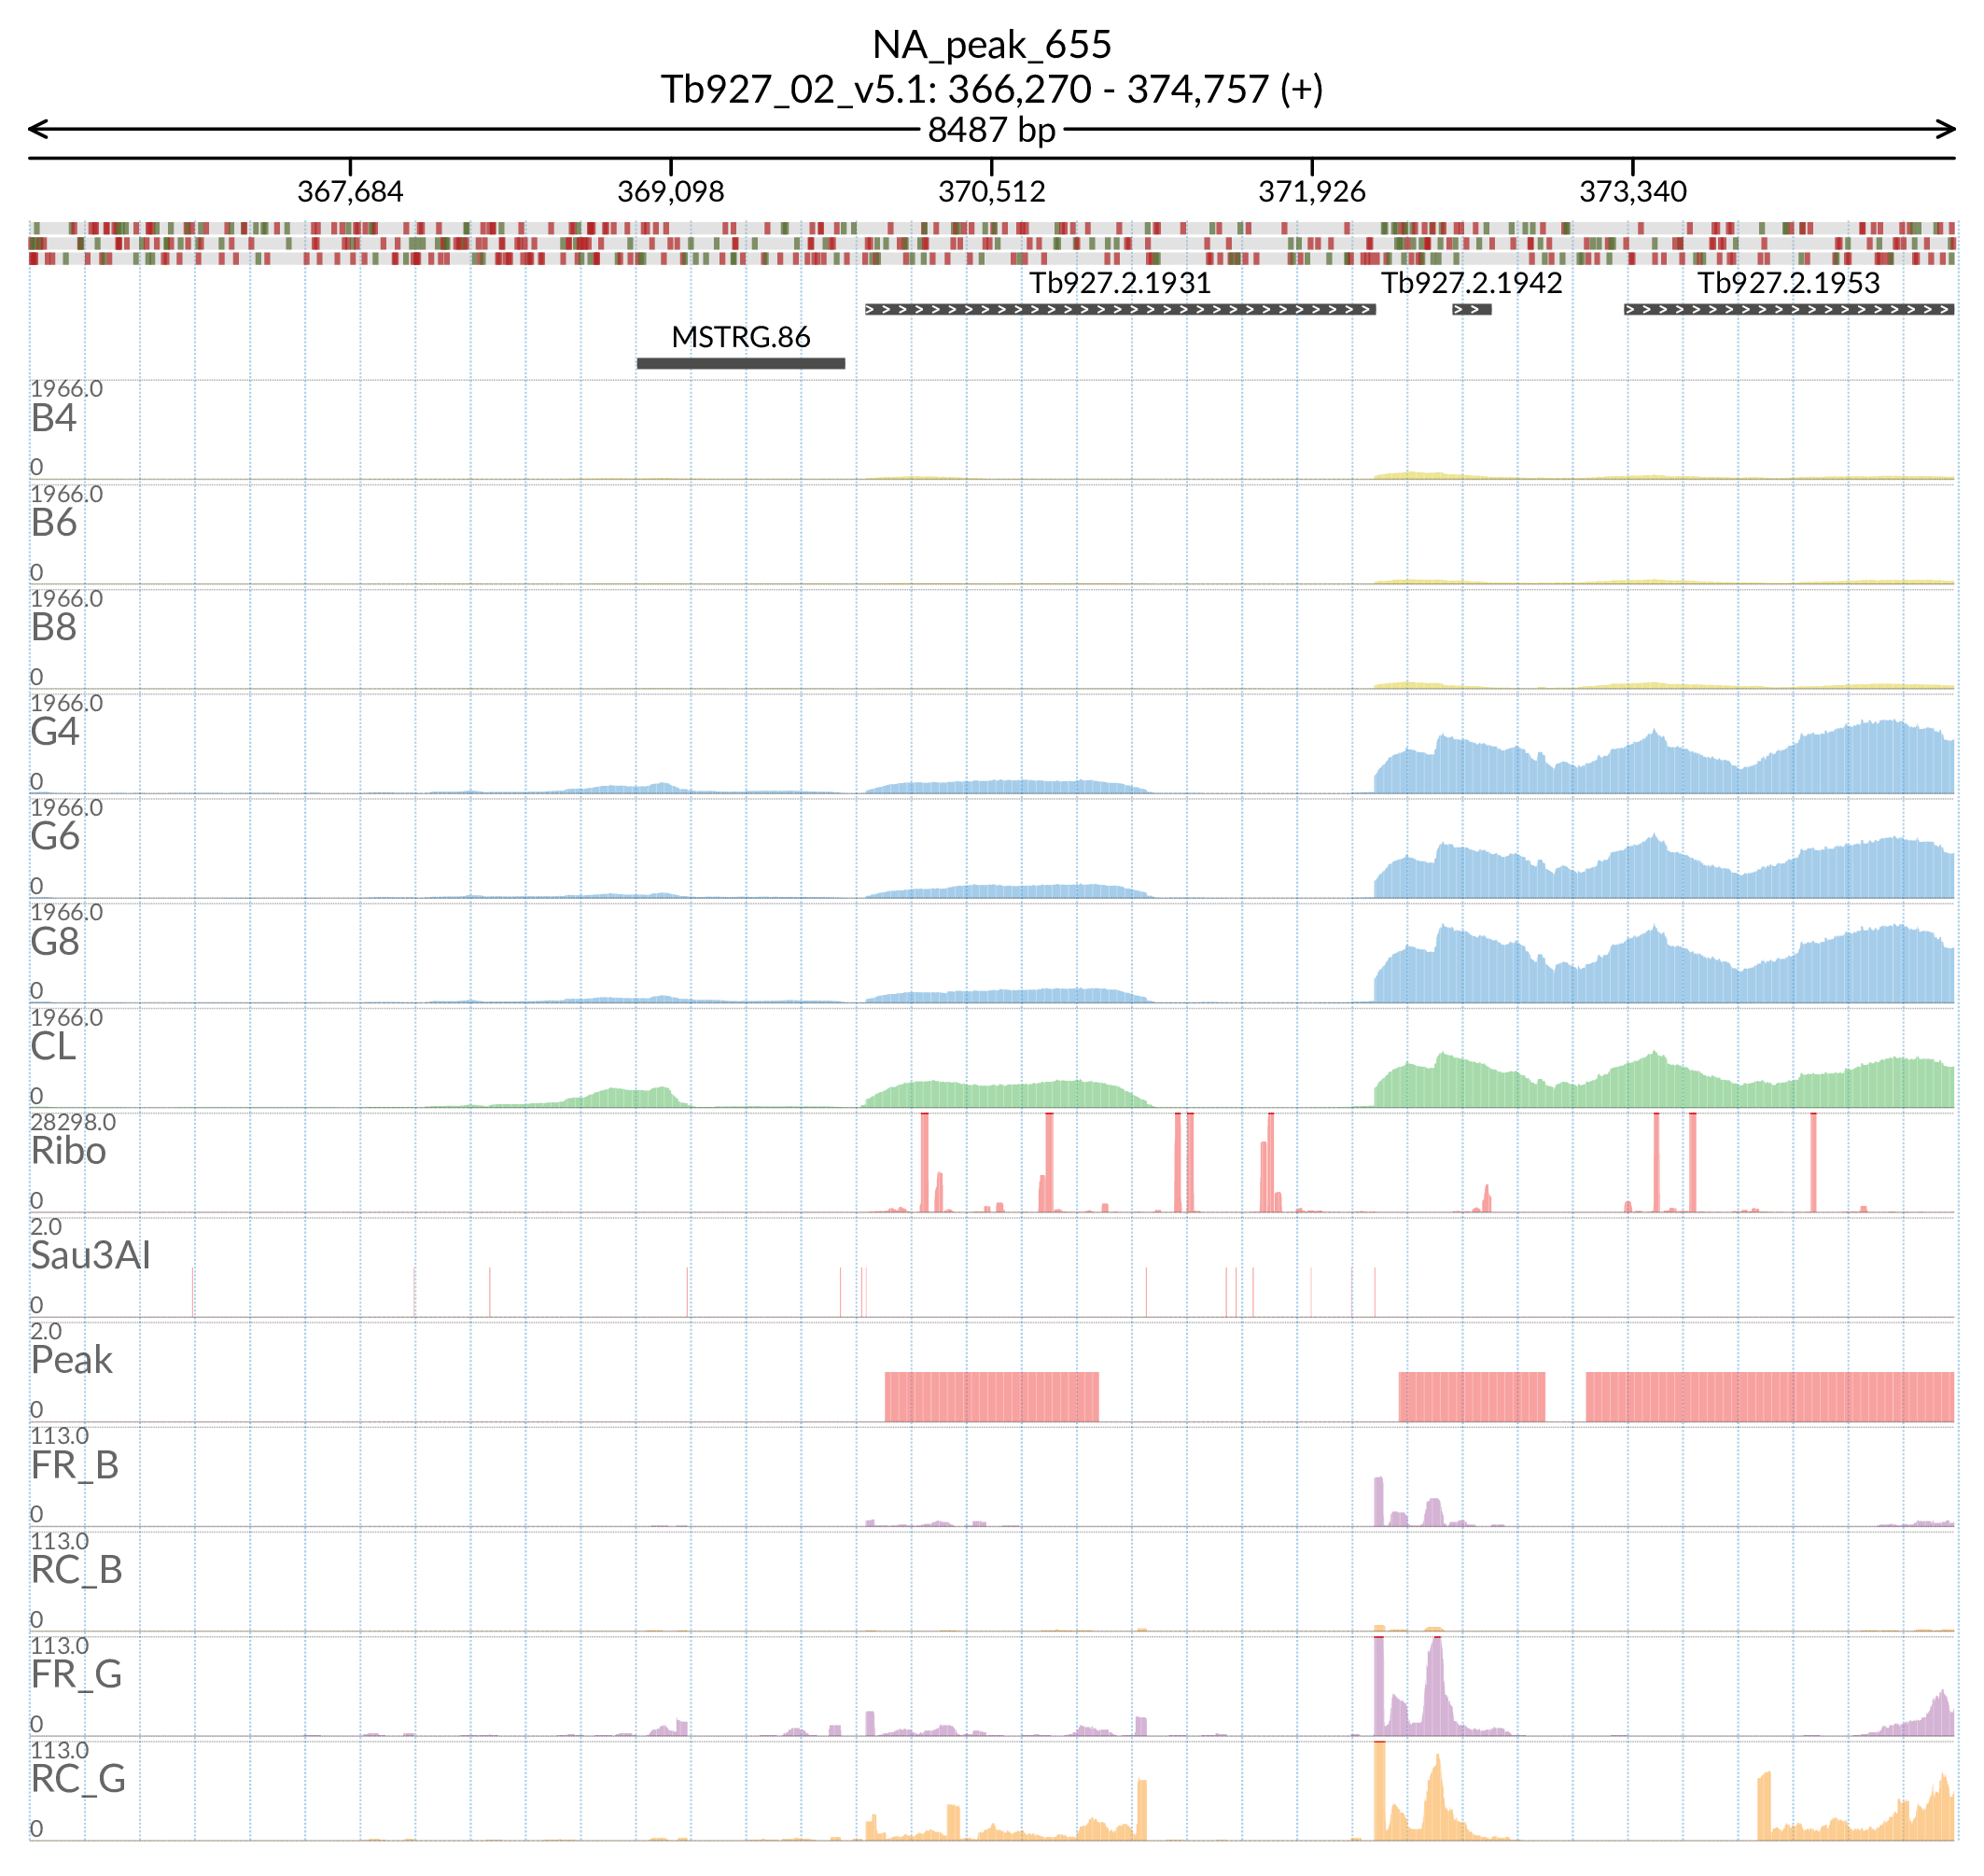 NA_peak_655
Tb927_02_v5.1: 366,270 - 374,757 (+)
8487 bp
367,684 369,098 370,512 371,926 373,340
Tb927.2.1931 Tb927.2.1942 Tb927.2.1953
MSTRG.86
1966.0
B4
0
1966.0
B6
0
1966.0
B8
0
1966.0
G4
0
1966.0
G6
0
1966.0
G8
0
1966.0
CL
0
28298.0
Ribo
0
2.0
Sau3AI
0
2.0
Peak
0
113.0
FR_B
0
113.0
RC_B
0
113.0
FR_G
0
113.0
RC_G
0